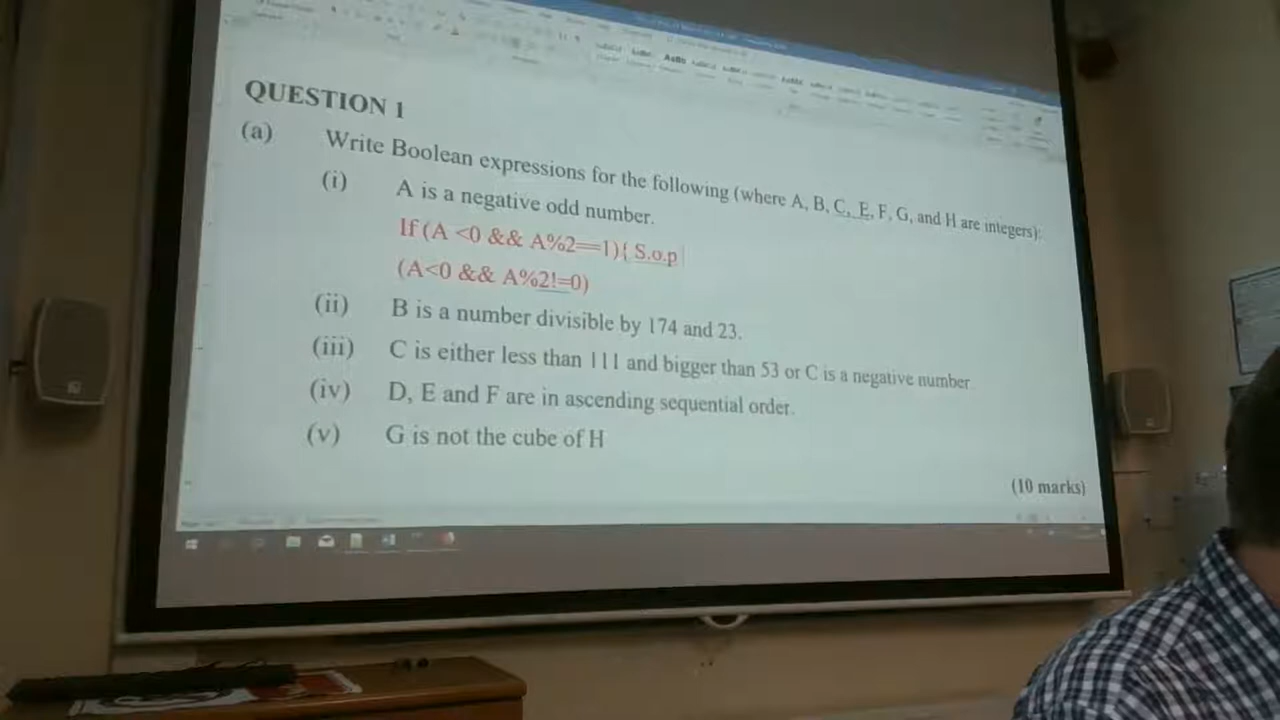 QUESTION 1
(a) Write Boolean expressions for the following (where A, B, C, E, F, G, and H are integers):
(i) A is a negative odd number.
If (A <0 && A%2==1){ S.o.p
(A<0 && A%2!=0)
(ii) B is a number divisible by 174 and 23.
(iii) C is either less than 111 and bigger than 53 or C is a negative number
(iv) D, E and F are in ascending sequential order.
(v) G is not the cube of H
(10 marks)